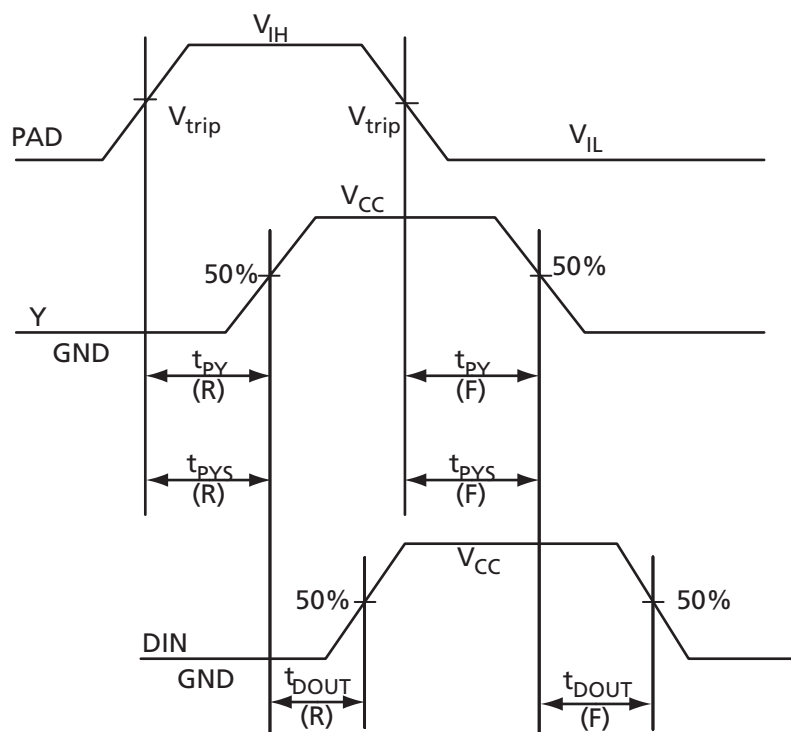 V_IH
V_trip
V_trip
PAD
V_IL
V_CC
50%
50%
Y
GND
t_PY
(R)
t_PY
(F)
t_PYS
(R)
t_PYS
(F)
V_CC
50%
50%
DIN
GND
t_DOUT
(R)
t_DOUT
(F)